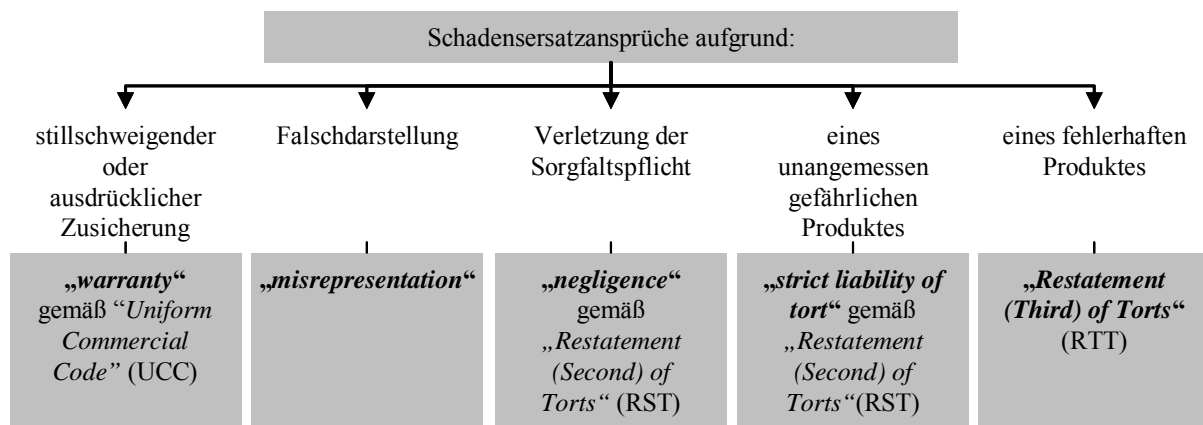 Schadensersatzansprüche aufgrund:
stillschweigender
oder
ausdrücklicher
Zusicherung
Falschdarstellung
Verletzung der
Sorgfaltspflicht
eines
unangemessen
gefährlichen
Produktes
eines fehlerhaften
Produktes
„warranty“
gemäß “Uniform
Commercial
Code” (UCC)
„misrepresentation“
„negligence“
gemäß
„Restatement
(Second) of
Torts“ (RST)
„strict liability of
tort“ gemäß
„Restatement
(Second) of
Torts“(RST)
„Restatement
(Third) of Torts“
(RTT)